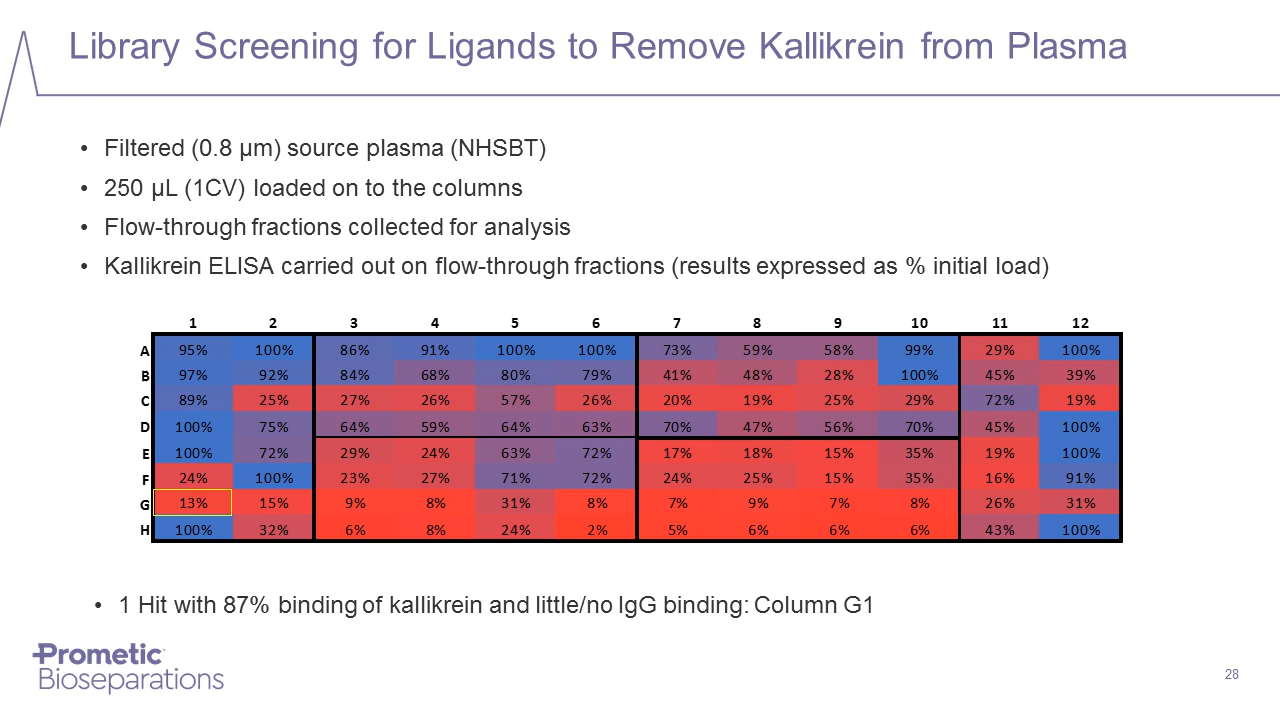 Library Screening for Ligands to Remove Kallikrein from Plasma
• Filtered (0.8 µm) source plasma (NHSBT)
• 250 µL (1CV) loaded on to the columns
• Flow-through fractions collected for analysis
• Kallikrein ELISA carried out on flow-through fractions (results expressed as % initial load)
1 2 3 4 5 6 7 8 9 10 11 12
A 95% 100% 86% 91% 100% 100% 73% 59% 58% 99% 29% 100%
B 97% 92% 84% 68% 80% 79% 41% 48% 28% 100% 45% 39%
C 89% 25% 27% 26% 57% 26% 20% 19% 25% 29% 72% 19%
D 100% 75% 64% 59% 64% 63% 70% 47% 56% 70% 45% 100%
E 100% 72% 29% 24% 63% 72% 17% 18% 15% 35% 19% 100%
F 24% 100% 23% 27% 71% 72% 24% 25% 15% 35% 16% 91%
G 13% 15% 9% 8% 31% 8% 7% 9% 7% 8% 26% 31%
H 100% 32% 6% 8% 24% 2% 5% 6% 6% 6% 43% 100%
• 1 Hit with 87% binding of kallikrein and little/no IgG binding: Column G1
Prometic
Bioseparations
28